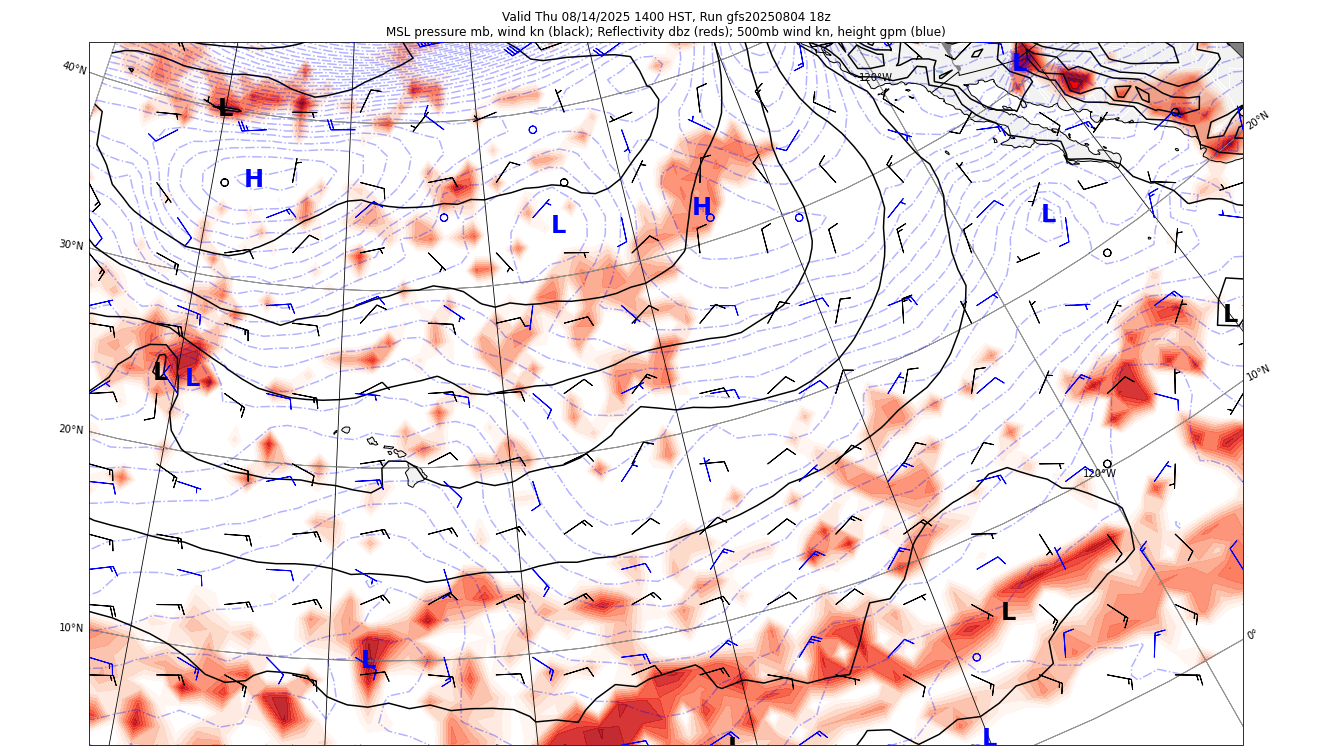 Valid Thu 08/14/2025 1400 HST, Run gfs20250804 18z
MSL pressure mb, wind kn (black); Reflectivity dbz (reds); 500mb wind kn, height gpm (blue)
40°N
120°W
L
20°N
L
H
H
L
L
30°N
L
L
L
10°N
20°N
120°W
L
10°N
0°
L
L
L